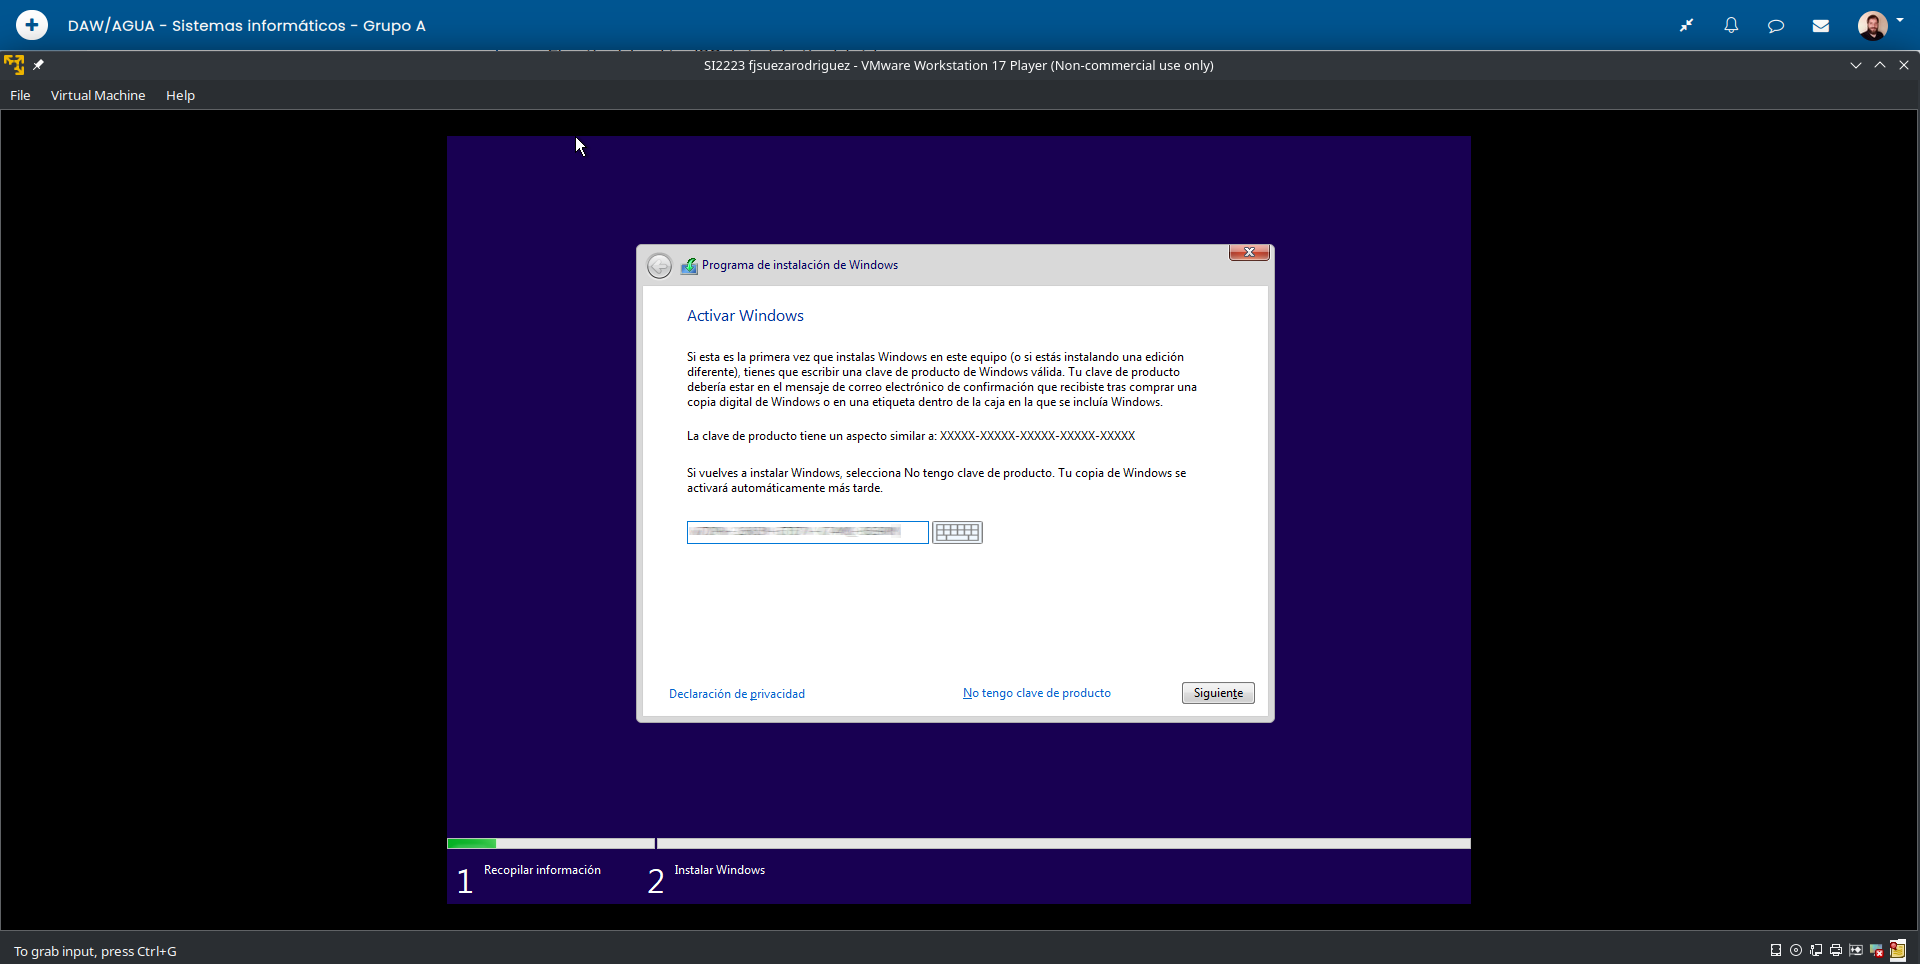 DAW/AGUA - Sistemas informáticos - Grupo A
SI2223 fjsuezarodriguez - VMware Workstation 17 Player (Non-commercial use only)
File Virtual Machine Help
Programa de instalación de Windows
Activar Windows
Si esta es la primera vez que instalas Windows en este equipo (o si estás instalando una edición
diferente), tienes que escribir una clave de producto de Windows válida. Tu clave de producto
debería estar en el mensaje de correo electrónico de confirmación que recibiste tras comprar una
copia digital de Windows o en una etiqueta dentro de la caja en la que se incluía Windows.
La clave de producto tiene un aspecto similar a: XXXXX-XXXXX-XXXXX-XXXXX-XXXXX
Si vuelves a instalar Windows, selecciona No tengo clave de producto. Tu copia de Windows se
activará automáticamente más tarde.
Declaración de privacidad No tengo clave de producto Siguiente
1 Recopilar información 2 Instalar Windows
To grab input, press Ctrl+G